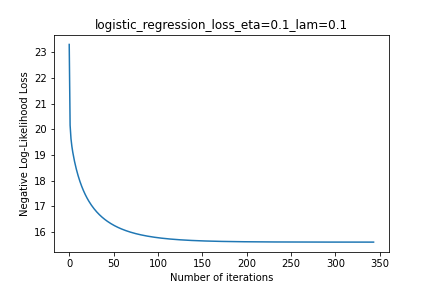 logistic_regression_loss_eta=0.1_lam=0.1
Negative Log-Likelihood Loss
23
22
21
20
19
18
17
16
0 50 100 150 200 250 300 350
Number of iterations